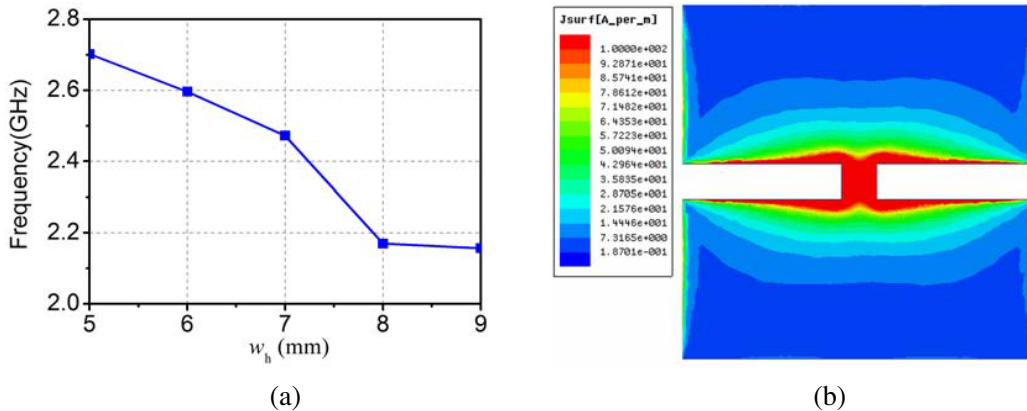 2.8
2.6
2.4
2.2
2.0
Frequency(GHz)
5 6 7 8 9
w_h (mm)
(a)
Jsurf[A_per_m]
1.0000e+002
9.2871e+001
8.5741e+001
7.8612e+001
7.1482e+001
6.4353e+001
5.7223e+001
5.0094e+001
4.2964e+001
3.5835e+001
2.8705e+001
2.1576e+001
1.4446e+001
7.3165e+000
1.8701e-001
(b)